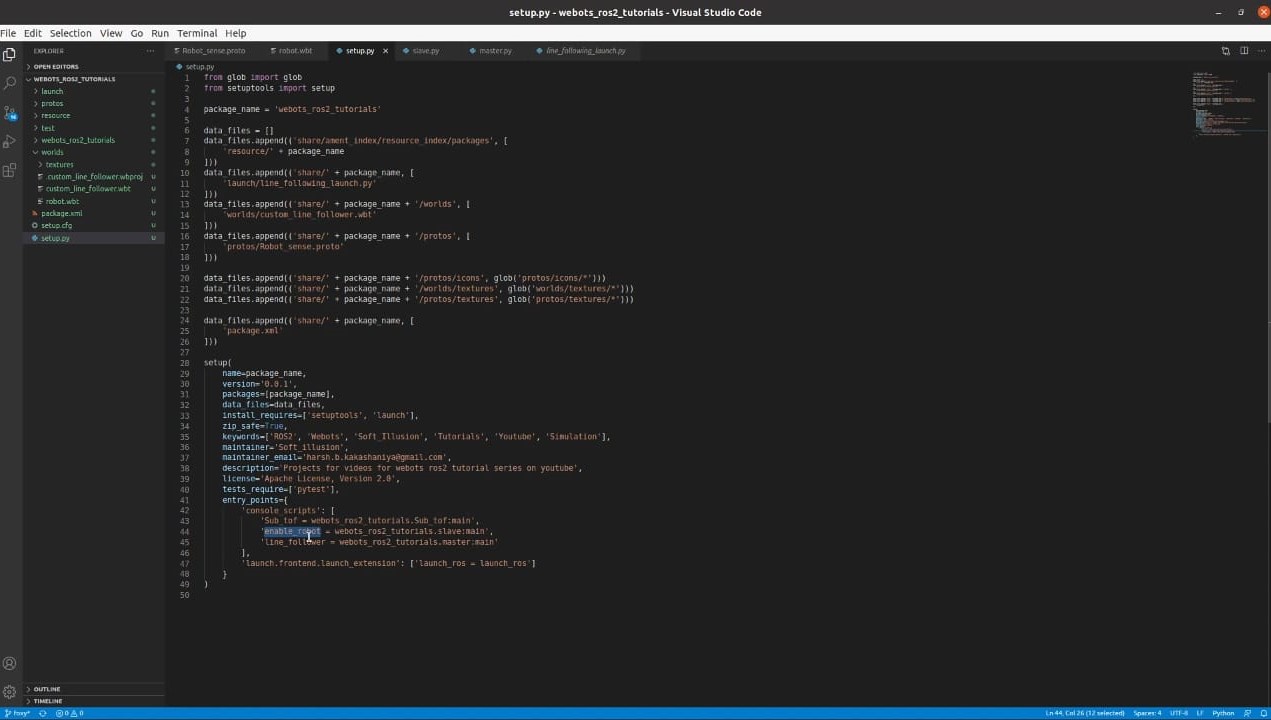 setup.py - webots_ros2_tutorials - Visual Studio Code
File Edit Selection View Go Run Terminal Help
EXPLORER
OPEN EDITORS
WEBOTS_ROS2_TUTORIALS
launch
protos
resource
test
webots_ros2_tutorials
worlds
textures
.custom_line_follower.wbproj U
custom_line_follower.wbt U
robot.wbt U
package.xml U
setup.cfg U
setup.py U
OUTLINE
TIMELINE
Robot_sense.proto robot.wbt setup.py slave.py master.py line_following_launch.py
setup.py
1 from glob import glob
2 from setuptools import setup
3
4 package_name = 'webots_ros2_tutorials'
5
6 data_files = []
7 data_files.append(('share/ament_index/resource_index/packages', [
8 'resource/' + package_name
9 ]))
10 data_files.append(('share/' + package_name, [
11 'launch/line_following_launch.py'
12 ]))
13 data_files.append(('share/' + package_name + '/worlds', [
14 'worlds/custom_line_follower.wbt'
15 ]))
16 data_files.append(('share/' + package_name + '/protos', [
17 'protos/Robot_sense.proto'
18 ]))
19
20 data_files.append(('share/' + package_name + '/protos/icons', glob('protos/icons/*')))
21 data_files.append(('share/' + package_name + '/worlds/textures', glob('worlds/textures/*')))
22 data_files.append(('share/' + package_name + '/protos/textures', glob('protos/textures/*')))
23
24 data_files.append(('share/' + package_name, [
25 'package.xml'
26 ]))
27
28 setup(
29 name=package_name,
30 version='0.0.1',
31 packages=[package_name],
32 data_files=data_files,
33 install_requires=['setuptools', 'launch'],
34 zip_safe=True,
35 keywords=['ROS2', 'Webots', 'Soft_Illusion', 'Tutorials', 'Youtube', 'Simulation'],
36 maintainer='Soft_illusion',
37 maintainer_email='harsh.b.kakashaniya@gmail.com',
38 description='Projects for videos for webots ros2 tutorial series on youtube',
39 license='Apache License, Version 2.0',
40 tests_require=['pytest'],
41 entry_points={
42 'console_scripts': [
43 'Sub_tof = webots_ros2_tutorials.Sub_tof:main',
44 'enable_robot = webots_ros2_tutorials.slave:main',
45 'line_follower = webots_ros2_tutorials.master:main'
46 ],
47 'launch.frontend.launch_extension': ['launch_ros = launch_ros']
48 }
49 )
50
foxy* 0 0 Ln 44, Col 26 (12 selected) Spaces: 4 UTF-8 LF Python